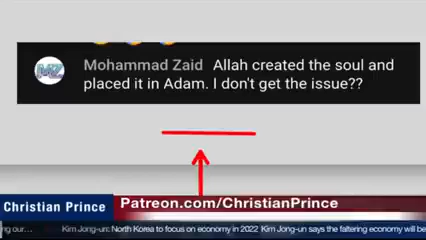 Mohammad Zaid Allah created the soul and
placed it in Adam. I don't get the issue??
Christian Prince
Patreon.com/ChristianPrince
ng our... Kim Jong-un: North Korea to focus on economy in 2022 Kim Jong-un says the faltering economy will be